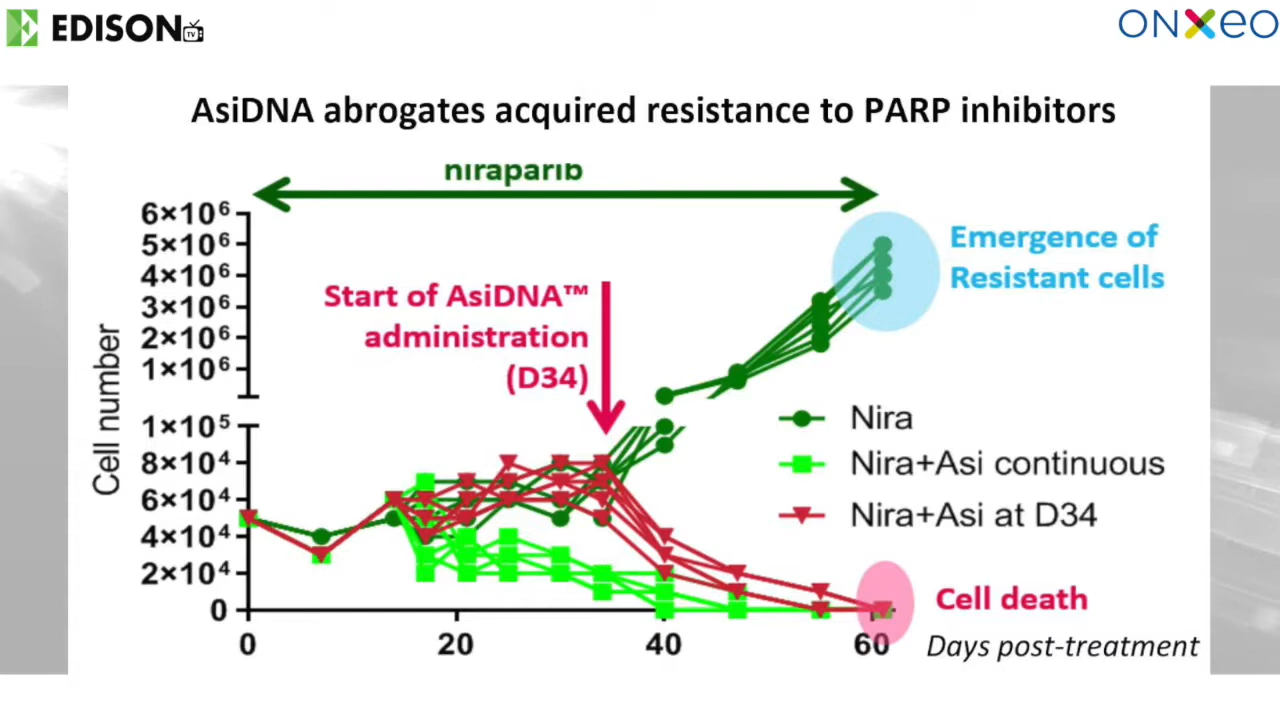 EDISON TV
ONXEO
AsiDNA abrogates acquired resistance to PARP inhibitors
niraparib
6×10⁶
5×10⁶
4×10⁶
3×10⁶
2×10⁶
1×10⁶
1×10⁵
8×10⁴
6×10⁴
4×10⁴
2×10⁴
0
Cell number
Start of AsiDNA™
administration
(D34)
Emergence of
Resistant cells
Nira
Nira+Asi continuous
Nira+Asi at D34
Cell death
0 20 40 60
Days post-treatment